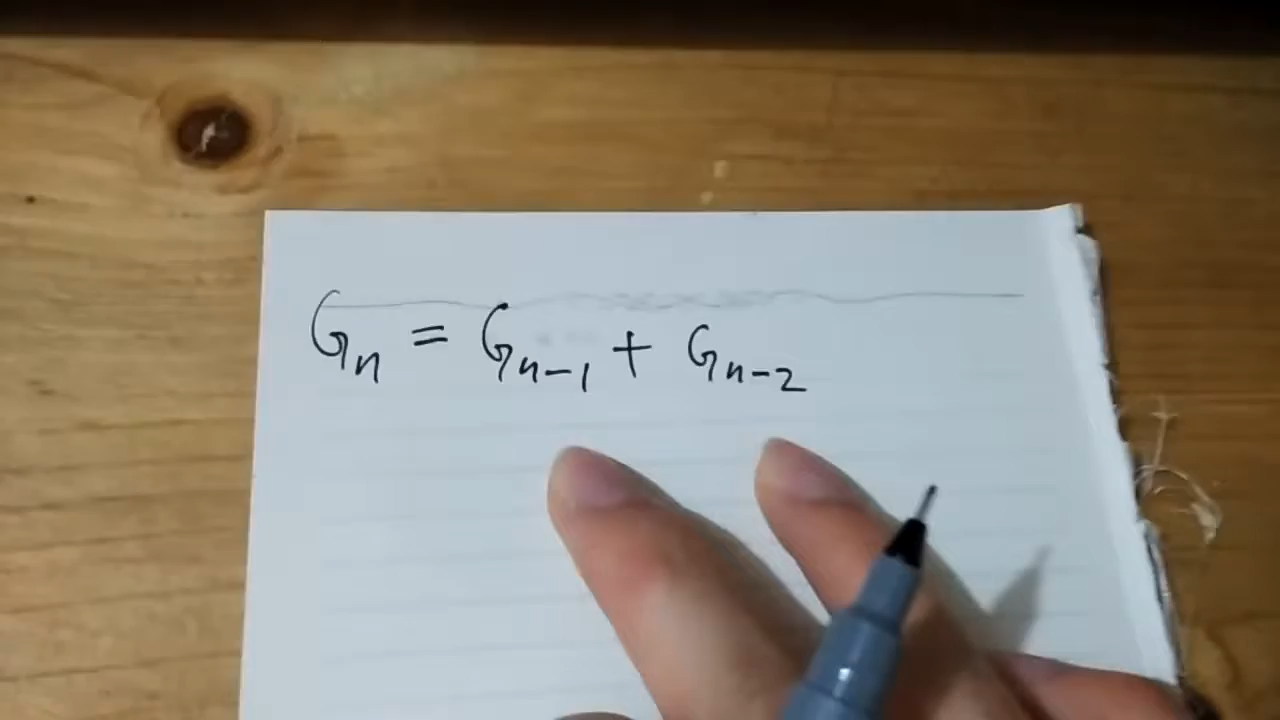 Gₙ = Gₙ₋₁ + Gₙ₋₂